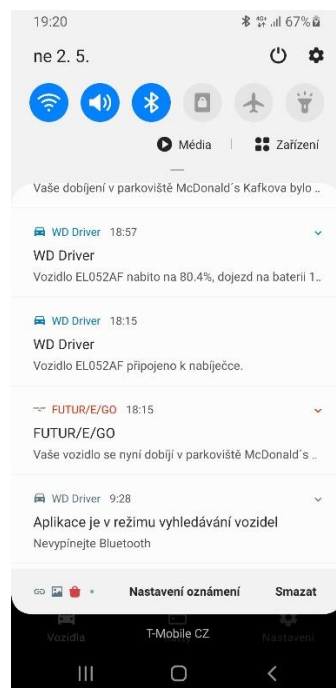 19:20
67%
ne 2. 5.
Média
Zařízení
Vaše dobíjení v parkoviště McDonald´s Kafkova bylo ..
WD Driver 18:57
WD Driver
Vozidlo EL052AF nabito na 80.4%, dojezd na baterii 1..
WD Driver 18:15
WD Driver
Vozidlo EL052AF připojeno k nabíječce.
FUTUR/E/GO 18:15
FUTUR/E/GO
Vaše vozidlo se nyní dobíjí v parkoviště McDonald´s ..
WD Driver 9:28
Aplikace je v režimu vyhledávání vozidel
Nevypínejte Bluetooth
Nastavení oznámení Smazat
Vozidla T-Mobile CZ Nastavení